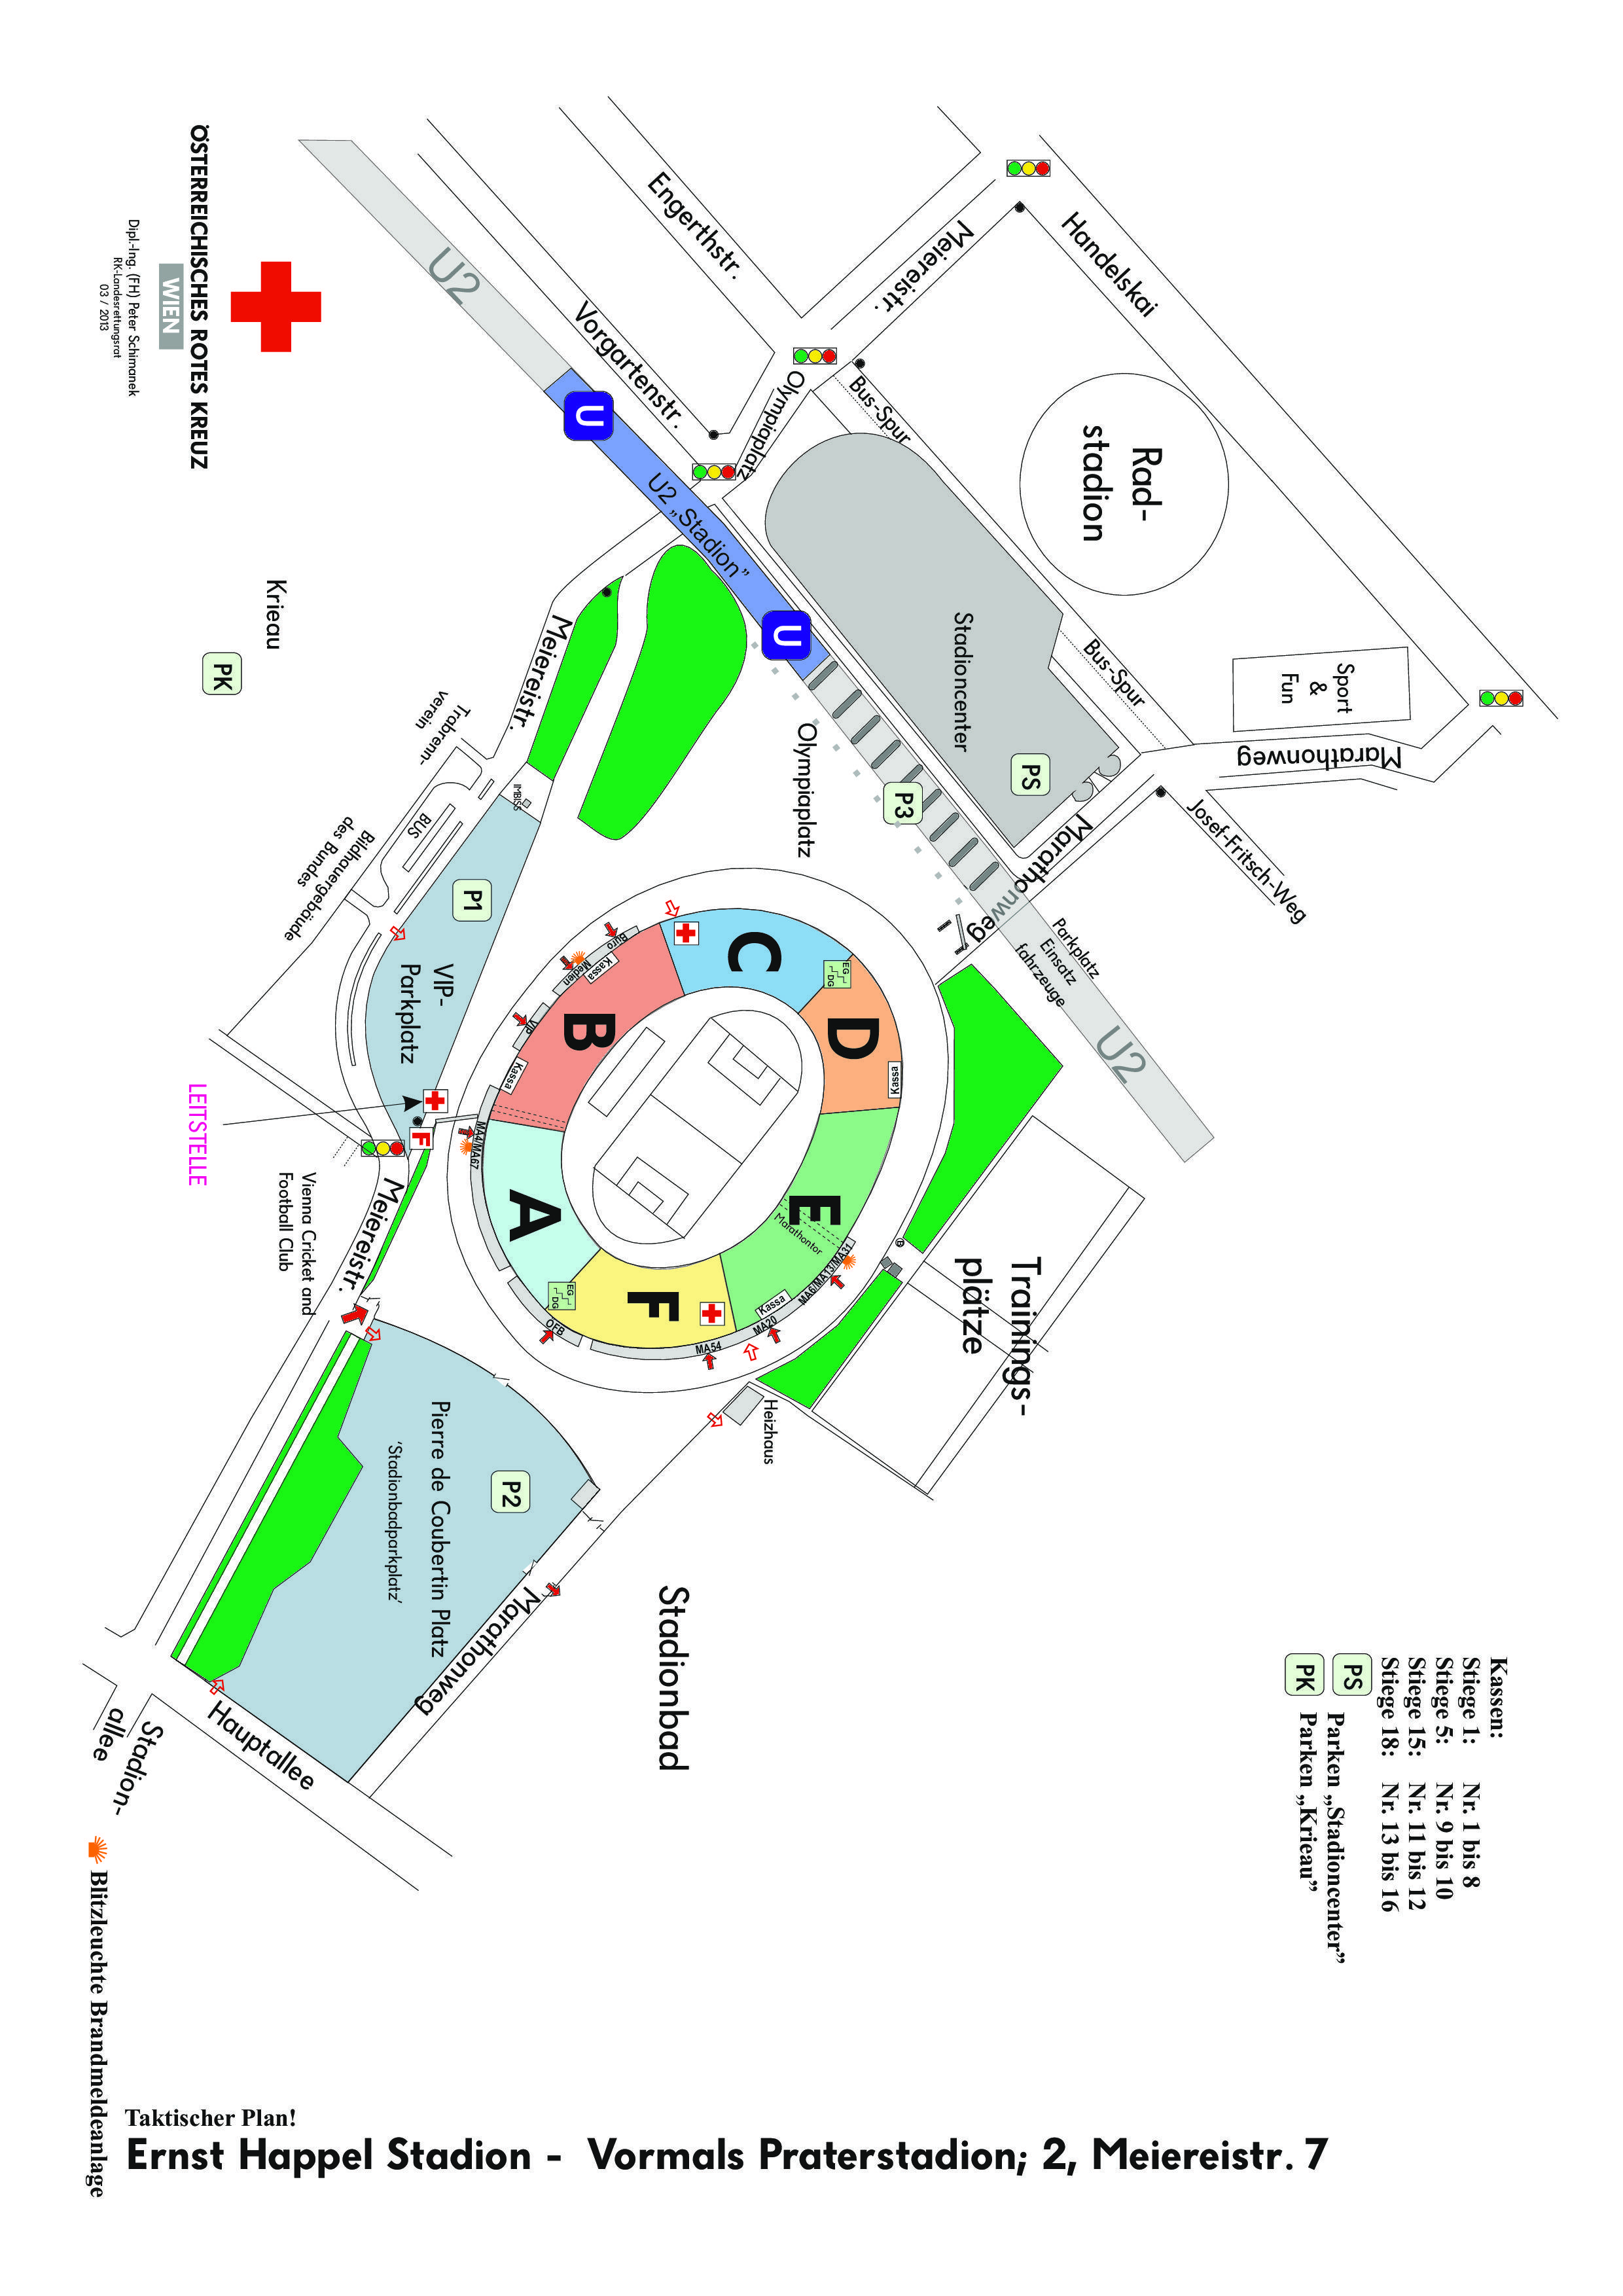 Taktischer Plan!
Ernst Happel Stadion - Vormals Praterstadion; 2, Meiereistr. 7
ÖSTERREICHISCHES ROTES KREUZ
WIEN
Dipl.-Ing. (FH) Peter Schimanek
RK-Landesrettungsrat
03 / 2013
Engerthstr.
Meiereistr.
Handelskai
U2
Vorgartenstr.
Olympiaplatz
Bus-Spur
Rad-
stadion
U
U2 „Stadion”
U
Stadioncenter
Bus-Spur
Sport
&
Fun
Marathonweg
PS
P3
Josef-Fritsch-Weg
Marathonweg
Olympiaplatz
Parkplatz
Einsatz
fahrzeuge
U2
Krieau
PK
Meiereistr.
Trabrenn-
verein
IMBISS
BUS
Bildhauergebäude
des Bundes
P1
VIP-
Parkplatz
LEITSTELLE
F
Vienna Cricket and
Football Club
Meiereistr.
C
EG
DG
D
Kassa
B
Büro
Kassa
Medien
VIP
Kassa
MA4/MA67
A
EG
DG
ÖFB
F
MA54
E
Marathontor
MA6/MA13/MA31
Kassa
MA20
Trainings-
plätze
Heizhaus
P2
Pierre de Coubertin Platz
‘Stadionbadparkplatz’
Marathonweg
Stadionbad
Hauptallee
Stadion-
allee
Kassen:
Stiege 1: Nr. 1 bis 8
Stiege 5: Nr. 9 bis 10
Stiege 15: Nr. 11 bis 12
Stiege 18: Nr. 13 bis 16
PS Parken „Stadioncenter”
PK Parken „Krieau”
Blitzleuchte Brandmeldeanlage